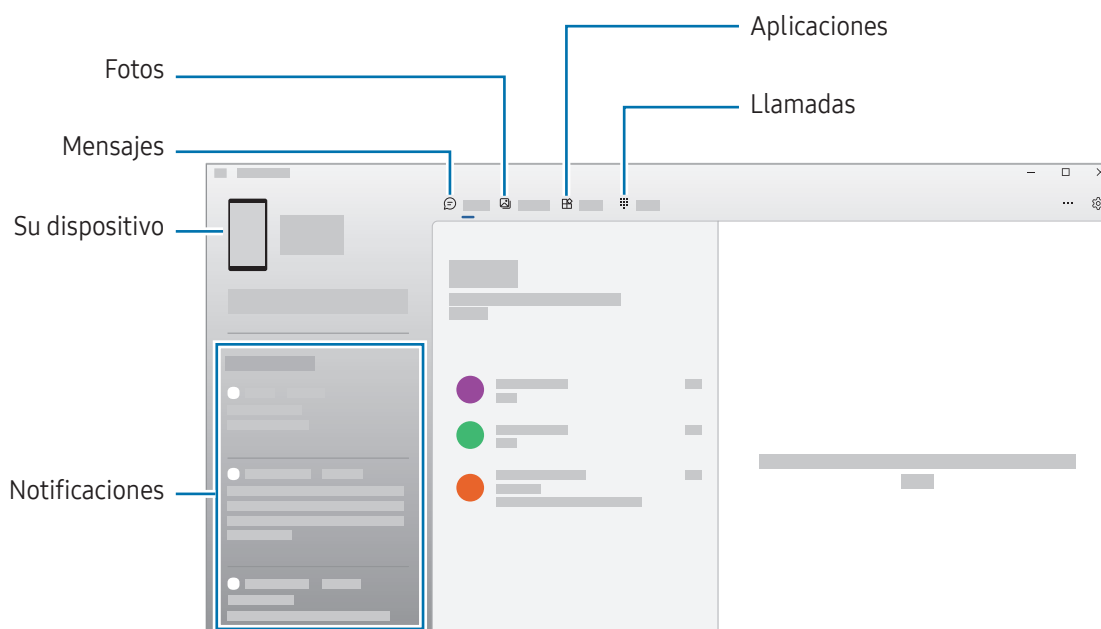 Aplicaciones
Fotos
Llamadas
Mensajes
Su dispositivo
Notificaciones